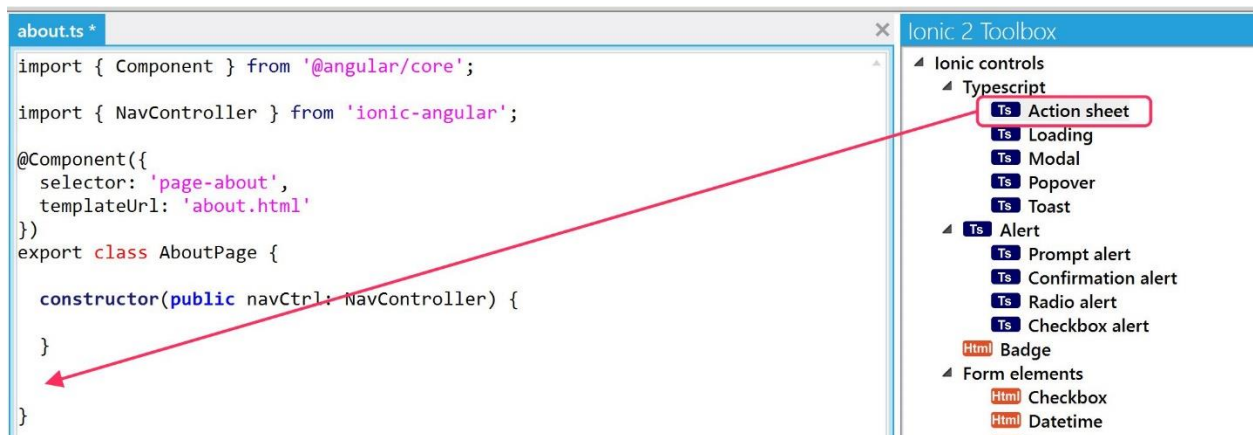 about.ts *
import { Component } from '@angular/core';
import { NavController } from 'ionic-angular';
@Component({
  selector: 'page-about',
  templateUrl: 'about.html'
})
export class AboutPage {
  constructor(public navCtrl: NavController) {
  }
}
Ionic 2 Toolbox
Ionic controls
Typescript
Ts Action sheet
Ts Loading
Ts Modal
Ts Popover
Ts Toast
Ts Alert
Ts Prompt alert
Ts Confirmation alert
Ts Radio alert
Ts Checkbox alert
Html Badge
Form elements
Html Checkbox
Html Datetime